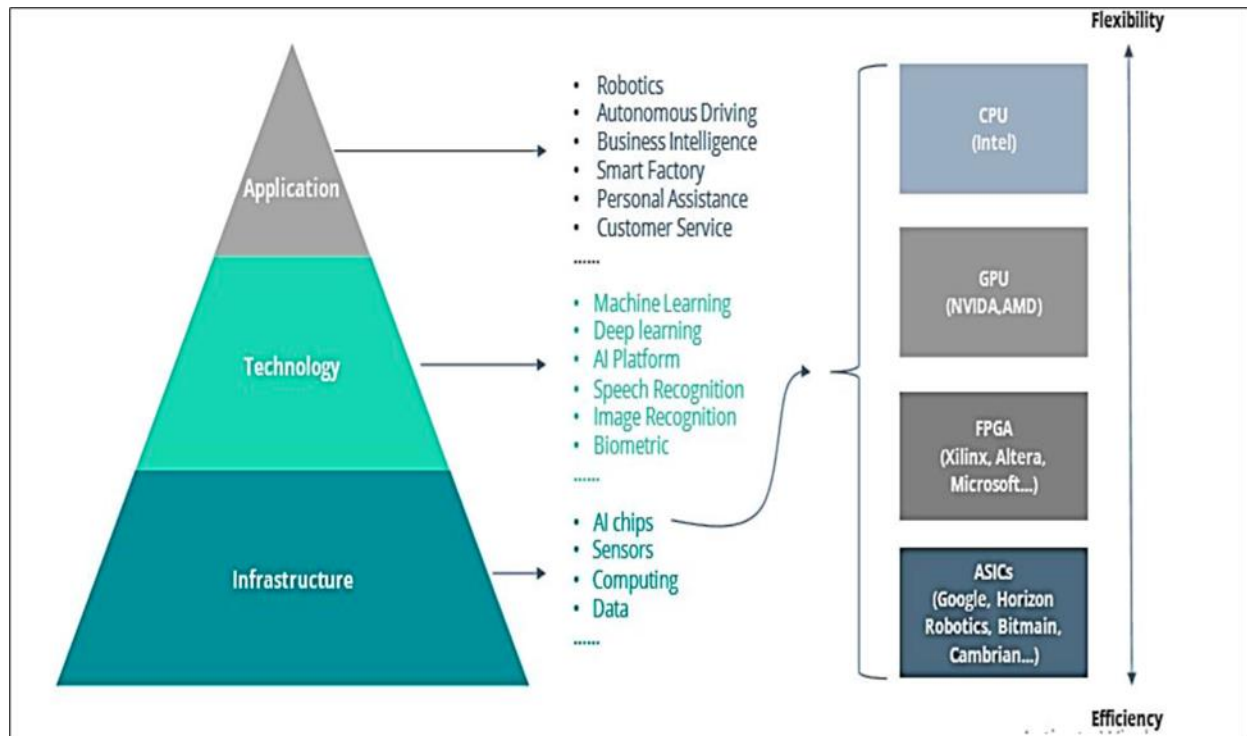 Application
• Robotics
• Autonomous Driving
• Business Intelligence
• Smart Factory
• Personal Assistance
• Customer Service
......
Technology
• Machine Learning
• Deep learning
• AI Platform
• Speech Recognition
• Image Recognition
• Biometric
......
Infrastructure
• AI chips
• Sensors
• Computing
• Data
......
Flexibility
CPU
(Intel)
GPU
(NVIDA,AMD)
FPGA
(Xilinx, Altera,
Microsoft...)
ASICs
(Google, Horizon
Robotics, Bitmain,
Cambrian...)
Efficiency